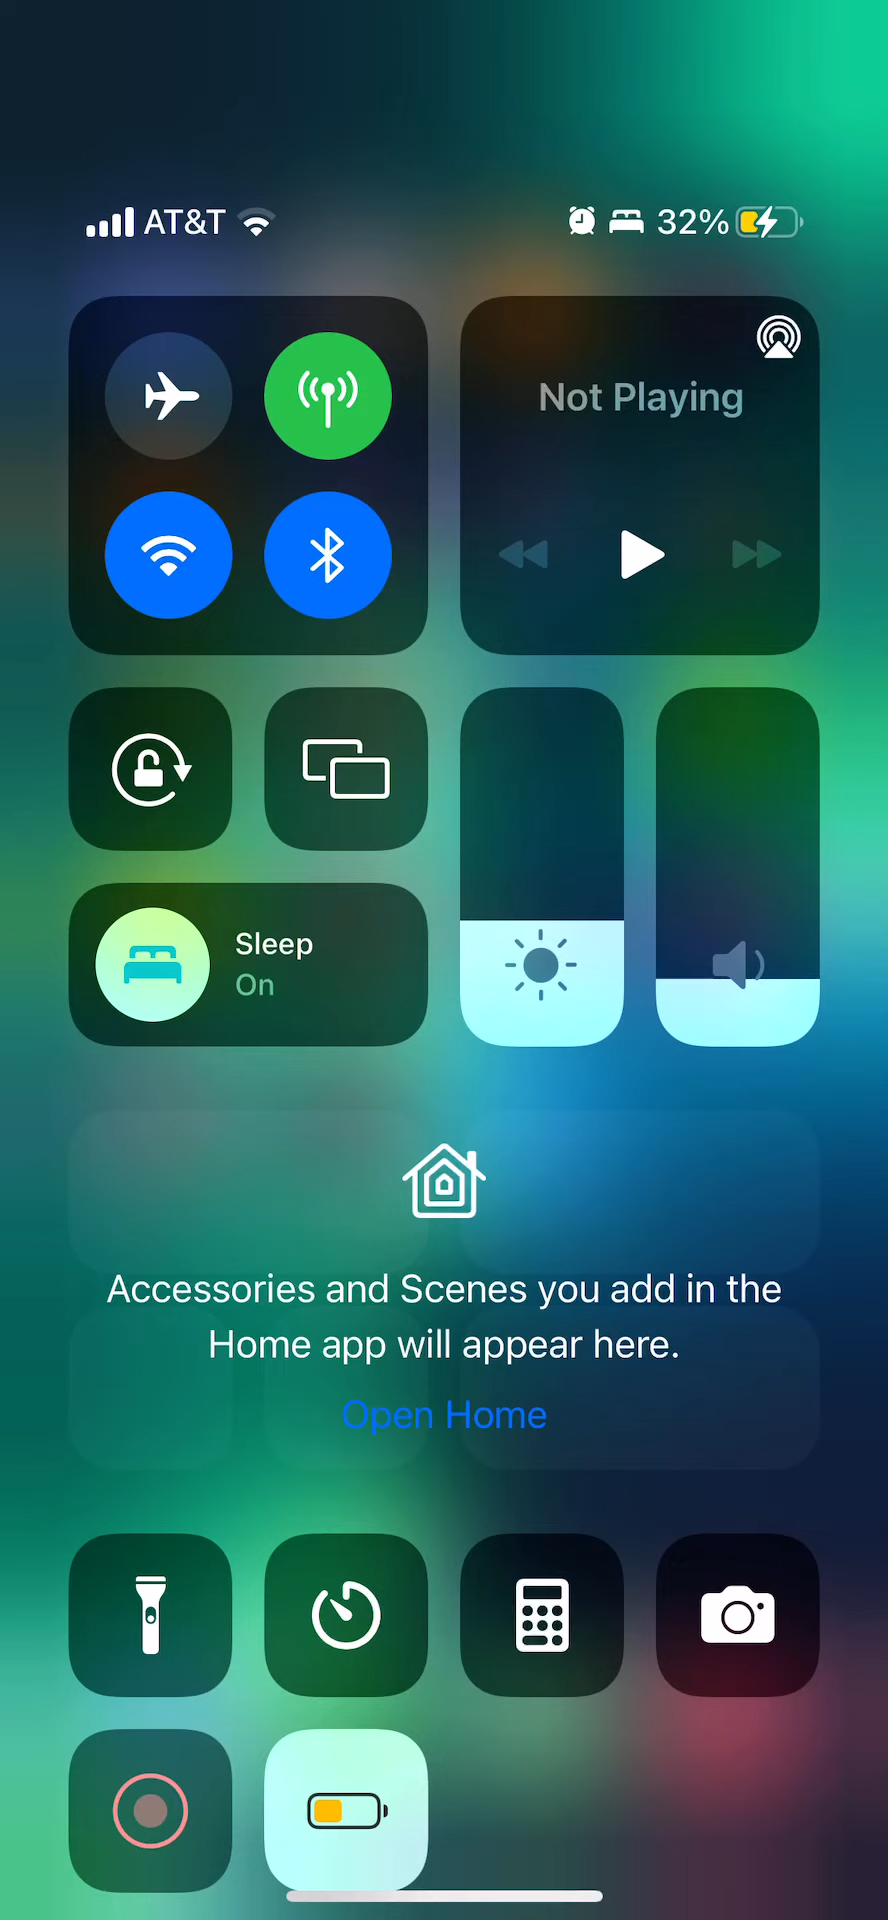 AT&T 32%
Not Playing
Sleep
On
Accessories and Scenes you add in the
Home app will appear here.
Open Home